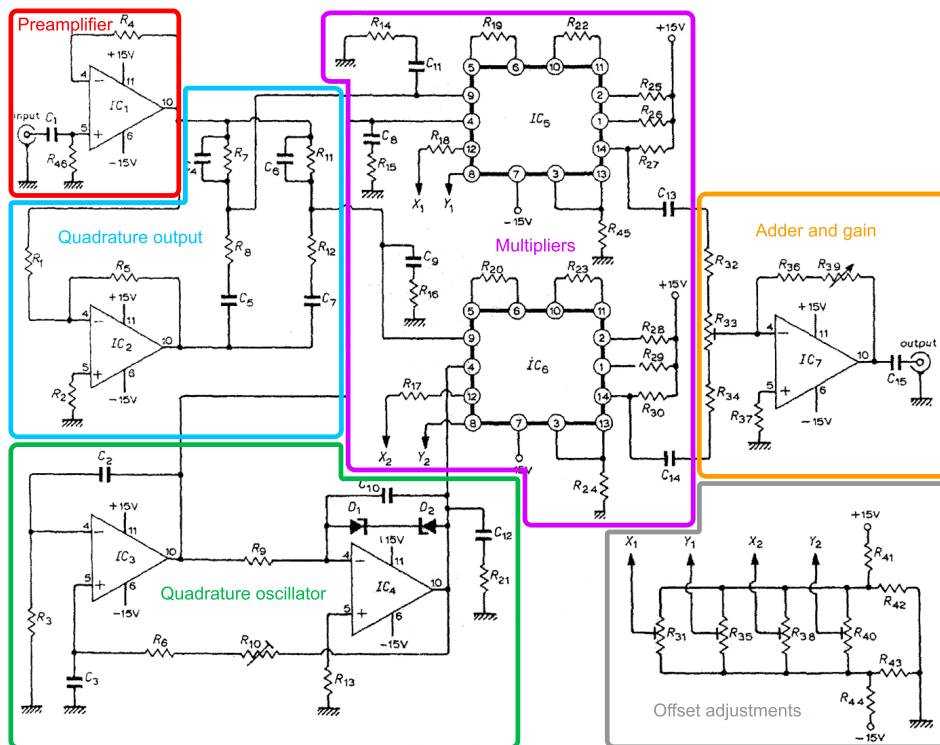 Preamplifier
R4
+15V
4
11
IC1
10
input
C1
5
6
R46
-15V
R14
C11
R19
R22
+15V
5
6
10
11
9
2
R25
IC5
4
1
R26
C8
R18
12
14
R27
R15
8
7
3
13
X1
Y1
-15V
C13
R45
Multipliers
R7
C6
R11
R8
R12
C5
C7
Quadrature output
R1
R5
+15V
4
11
IC2
10
5
6
R2
-15V
C9
R16
R20
R23
+15V
5
6
10
11
9
2
R28
IC6
4
1
R29
R17
12
14
R30
8
7
3
13
X2
Y2
15V
C14
R24
Adder and gain
R32
R36
R39
R33
+15V
4
11
IC7
10
output
C15
R34
5
6
R37
-15V
C2
+15V
4
11
IC3
10
5
6
-15V
R3
C3
R6
R10
R9
C10
D1
D2
+15V
4
11
IC4
10
5
6
-15V
R13
C12
R21
Quadrature oscillator
X1
Y1
X2
Y2
+15V
R41
R42
R31
R35
R38
R40
R43
R44
-15V
Offset adjustments